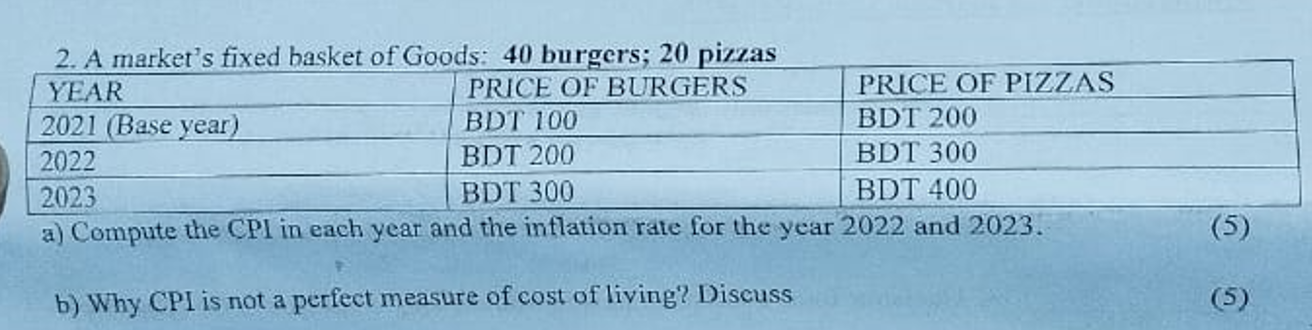 2. A market's fixed basket of Goods: 40 burgers; 20 pizzas
YEAR PRICE OF BURGERS PRICE OF PIZZAS
2021 (Base year) BDT 100 BDT 200
2022 BDT 200 BDT 300
2023 BDT 300 BDT 400
a) Compute the CPI in each year and the inflation rate for the year 2022 and 2023. (5)
b) Why CPI is not a perfect measure of cost of living? Discuss (5)